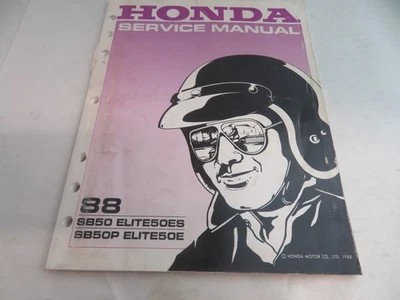 HONDA
SERVICE MANUAL
88
SB50 ELITE50ES
SB50P ELITE50E
© HONDA MOTOR CO., LTD. 1988